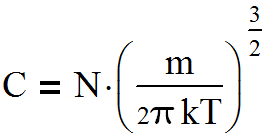 C = N·(m / 2π kT)^(3/2)